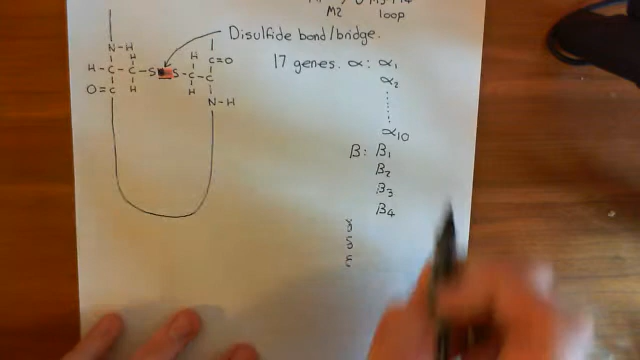 M2 loop
Disulfide bond/bridge.
17 genes. α: α₁
α₂
α₁₀
β: β₁
β₂
β₃
β₄
γ
δ
ε
N-H H H
H-C-C-S S-C-C=O
O=C H H
N-H